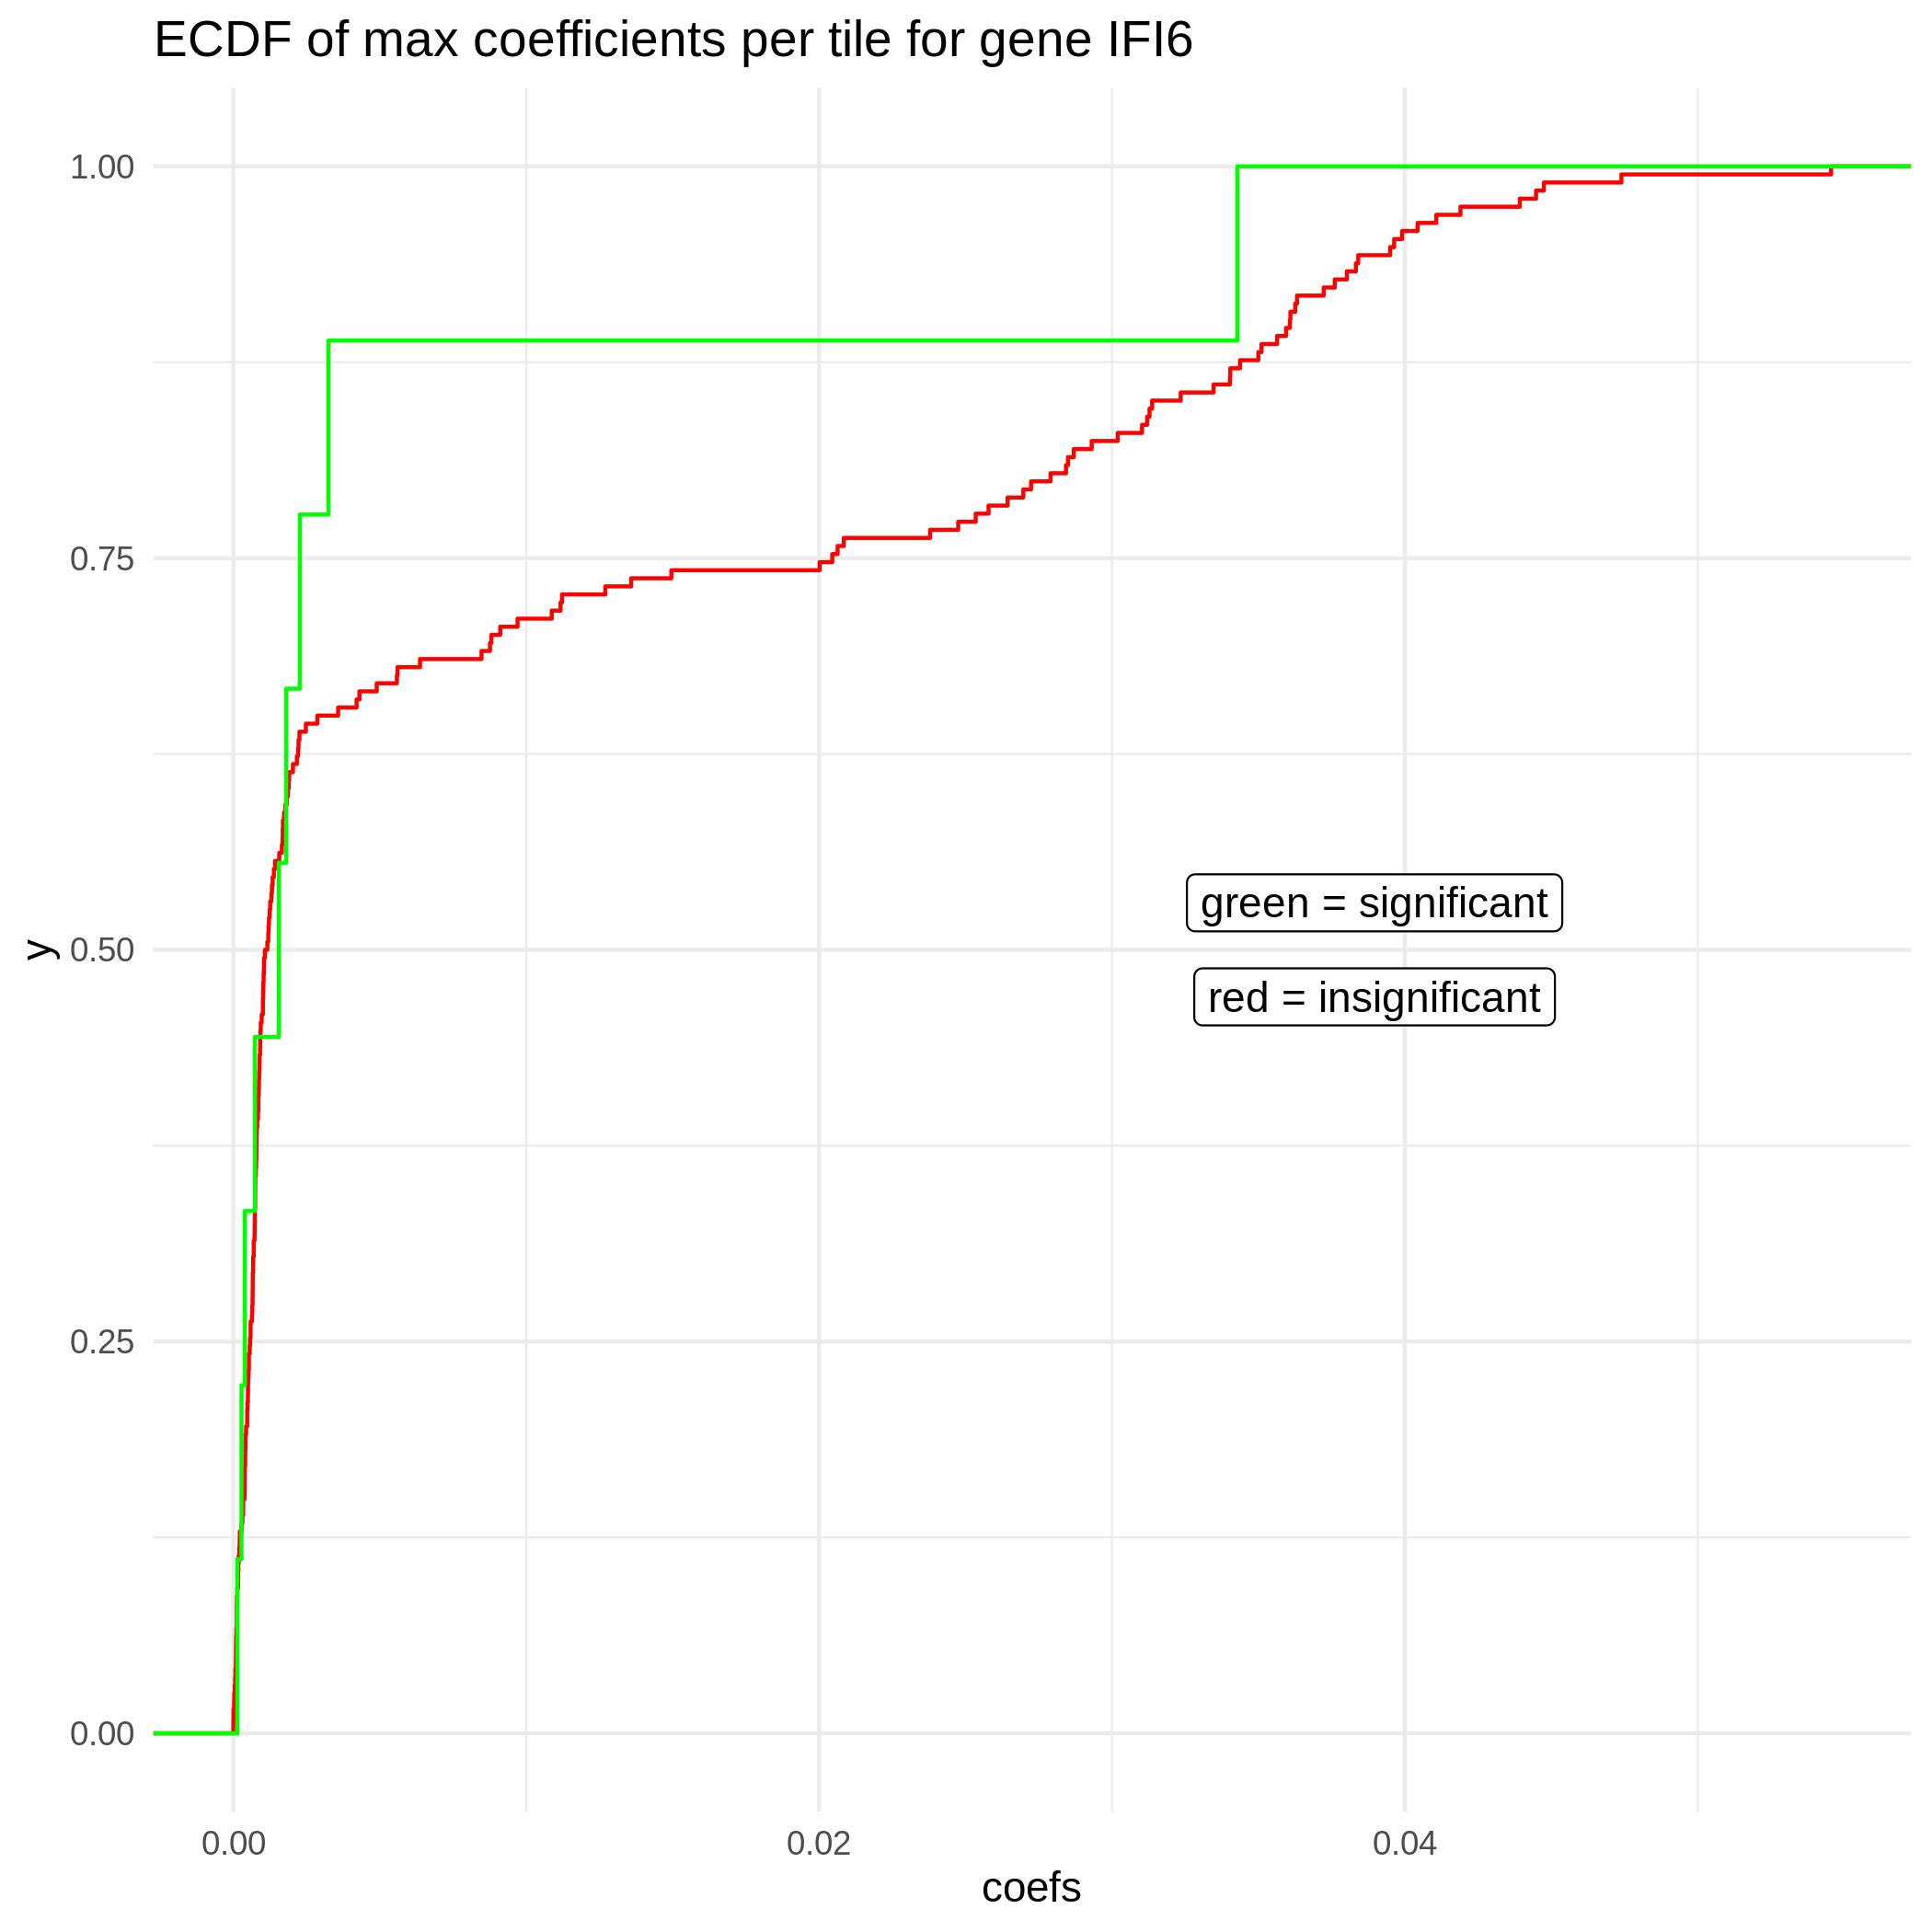 ECDF of max coefficients per tile for gene IFI6
1.00
0.75
0.50
0.25
0.00
y
green = significant
red = insignificant
0.00 0.02 0.04
coefs